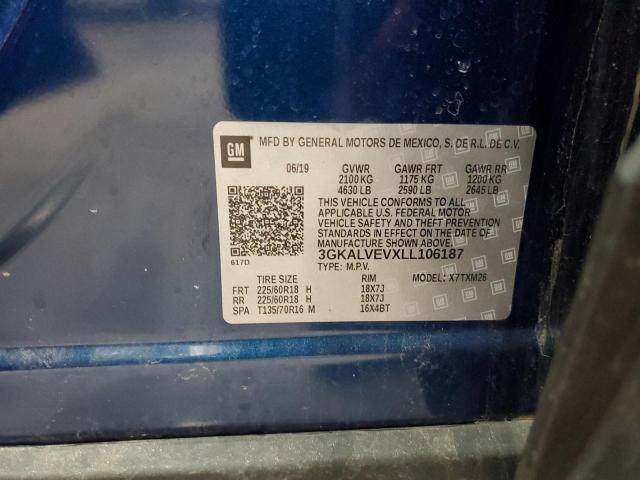 GM MFD BY GENERAL MOTORS DE MEXICO, S. DE R.L. DE C.V.
06/19 GVWR GAWR FRT GAWR RR
2100 KG 1175 KG 1200 KG
4630 LB 2590 LB 2645 LB
THIS VEHICLE CONFORMS TO ALL
APPLICABLE U.S. FEDERAL MOTOR
VEHICLE SAFETY AND THEFT PREVENTION
STANDARDS IN EFFECT ON THE DATE OF
MANUFACTURE SHOWN ABOVE.
617D 3GKALVEVXLL106187
TYPE: M.P.V. MODEL: X7TXM26
TIRE SIZE RIM
FRT 225/60R18 H 18X7J
RR 225/60R18 H 18X7J
SPA T135/70R16 M 16X4BT